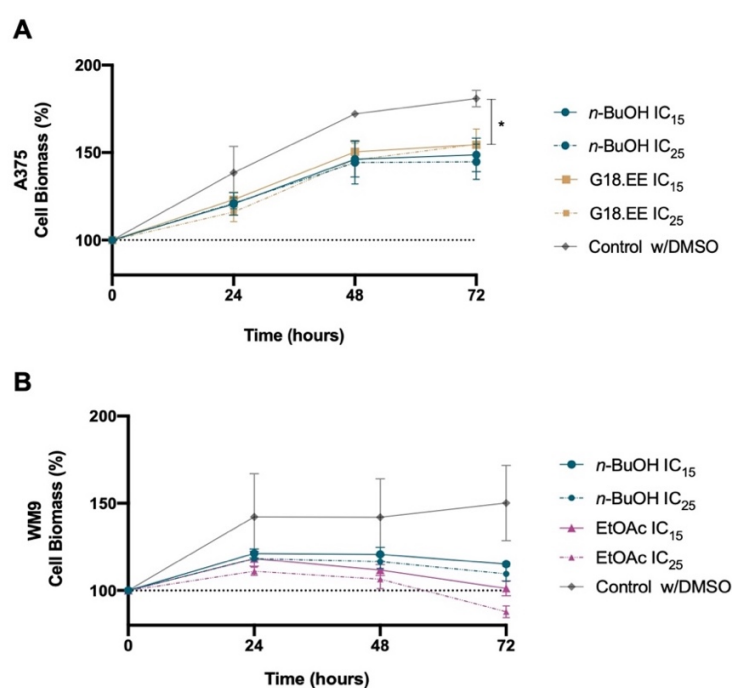 A
200
150
100
A375
Cell Biomass (%)
0 24 48 72
Time (hours)
*
n-BuOH IC15
n-BuOH IC25
G18.EE IC15
G18.EE IC25
Control w/DMSO
B
200
150
100
WM9
Cell Biomass (%)
0 24 48 72
Time (hours)
n-BuOH IC15
n-BuOH IC25
EtOAc IC15
EtOAc IC25
Control w/DMSO